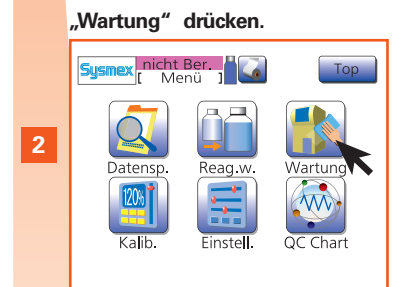 „Wartung“ drücken.
2
Sysmex
nicht Ber.
[ Menü ]
Top
Datensp.
Reag.w.
Wartung
120%
Kalib.
Einstell.
QC Chart